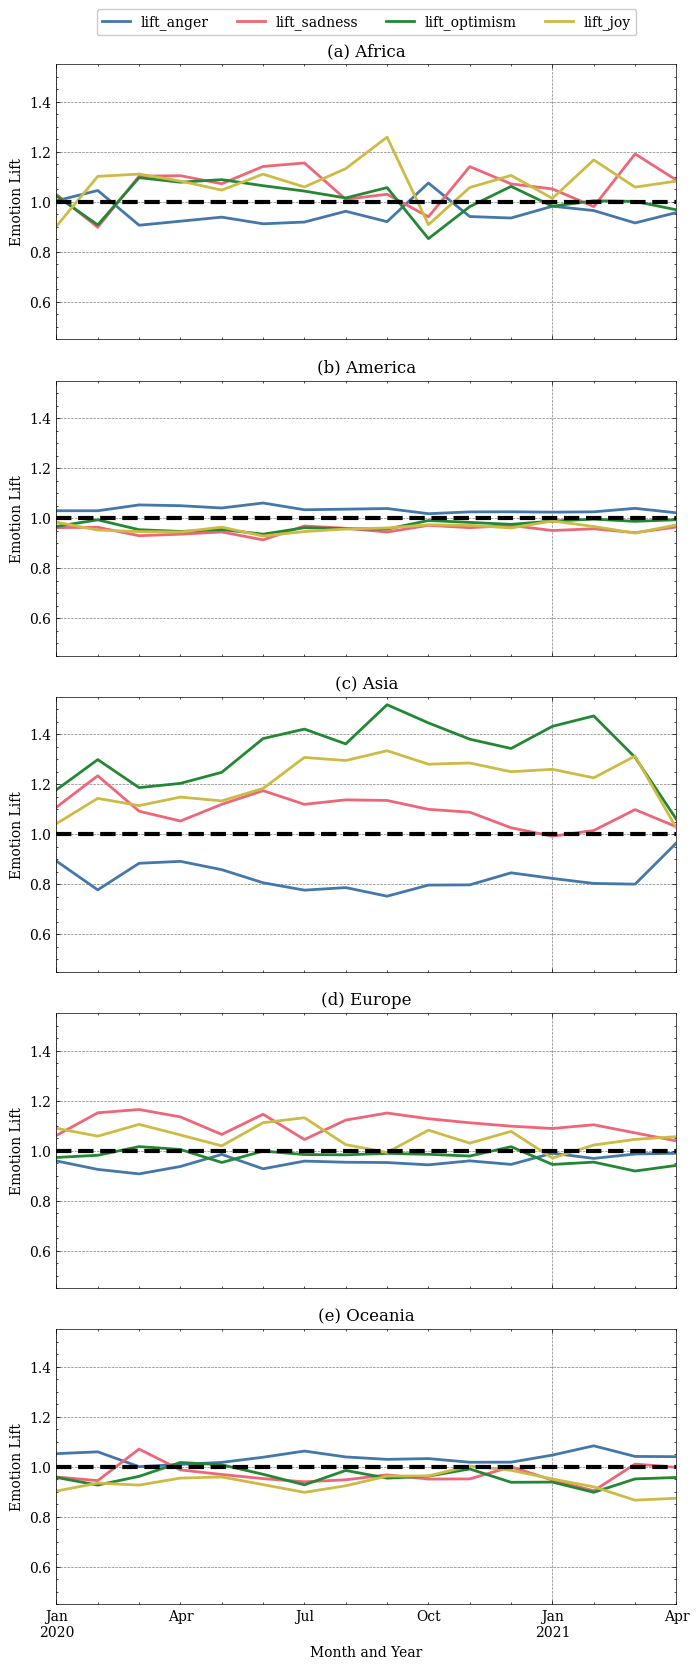 lift_anger lift_sadness lift_optimism lift_joy
(a) Africa
Emotion Lift
1.4
1.2
1.0
0.8
0.6
(b) America
Emotion Lift
1.4
1.2
1.0
0.8
0.6
(c) Asia
Emotion Lift
1.4
1.2
1.0
0.8
0.6
(d) Europe
Emotion Lift
1.4
1.2
1.0
0.8
0.6
(e) Oceania
Emotion Lift
1.4
1.2
1.0
0.8
0.6
Jan Apr Jul Oct Jan Apr
2020 2021
Month and Year